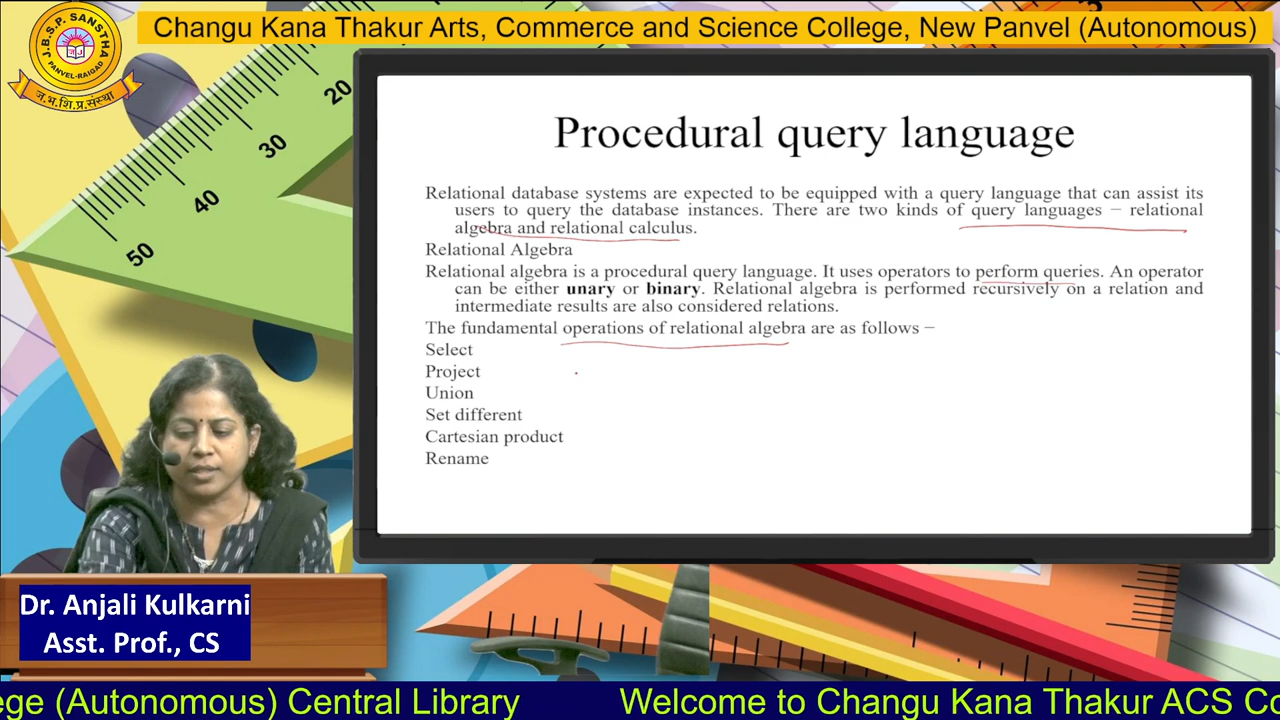 J.B.S.P. SANSTHA
PANVEL-RAIGAD
ज.भ.शि.प्र.संस्था
Changu Kana Thakur Arts, Commerce and Science College, New Panvel (Autonomous)
20
30
40
50
Procedural query language
Relational database systems are expected to be equipped with a query language that can assist its
users to query the database instances. There are two kinds of query languages − relational
algebra and relational calculus.
Relational Algebra
Relational algebra is a procedural query language. It uses operators to perform queries. An operator
can be either unary or binary. Relational algebra is performed recursively on a relation and
intermediate results are also considered relations.
The fundamental operations of relational algebra are as follows −
Select
Project
Union
Set different
Cartesian product
Rename
Dr. Anjali Kulkarni
Asst. Prof., CS
ege (Autonomous) Central Library Welcome to Changu Kana Thakur ACS Co